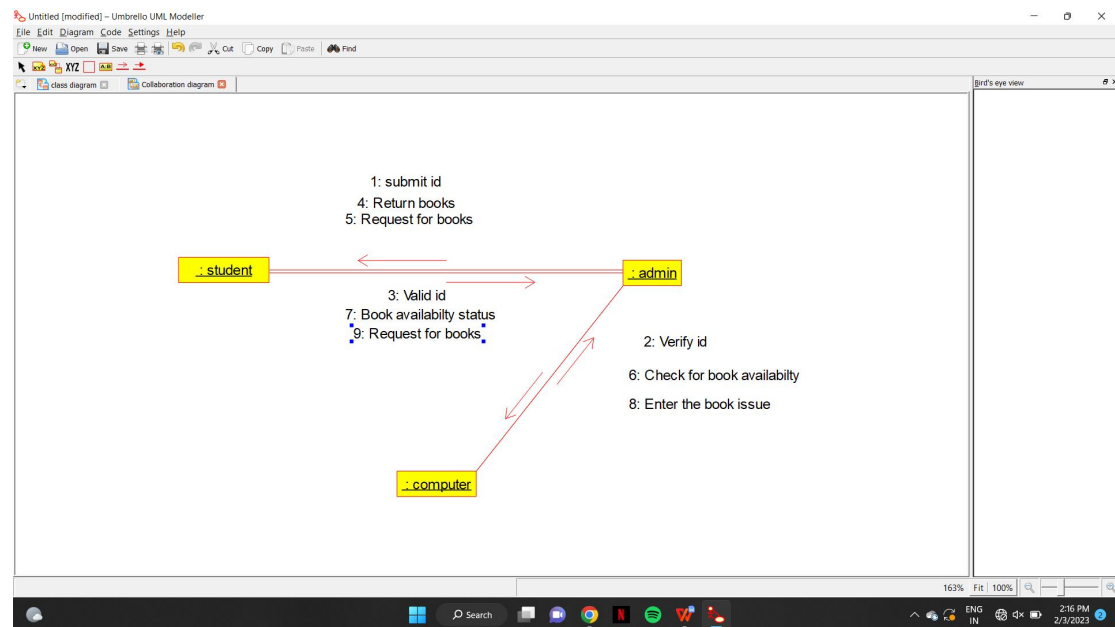 Untitled [modified] – Umbrello UML Modeller
File Edit Diagram Code Settings Help
New Open Save Cut Copy Paste Find
XYZ XYZ A.B
class diagram Collaboration diagram
Bird's eye view
1: submit id
4: Return books
5: Request for books
: student
: admin
3: Valid id
7: Book availabilty status
9: Request for books
2: Verify id
6: Check for book availabilty
8: Enter the book issue
: computer
163% Fit 100%
Search
ENG
IN
2:16 PM
2/3/2023
2